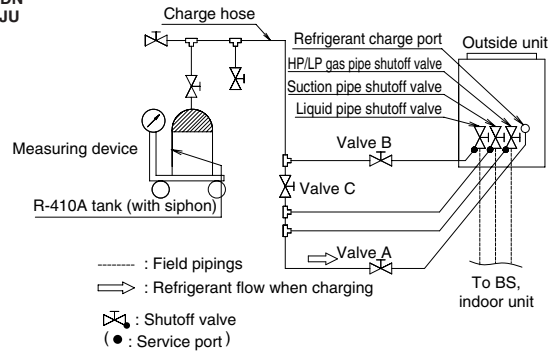 DN
JU
Charge hose
Refrigerant charge port
Outside unit
HP/LP gas pipe shutoff valve
Suction pipe shutoff valve
Liquid pipe shutoff valve
Valve B
Measuring device
Valve C
R-410A tank (with siphon)
Valve A
: Field pipings
: Refrigerant flow when charging
To BS,
indoor unit
: Shutoff valve
( ● : Service port )